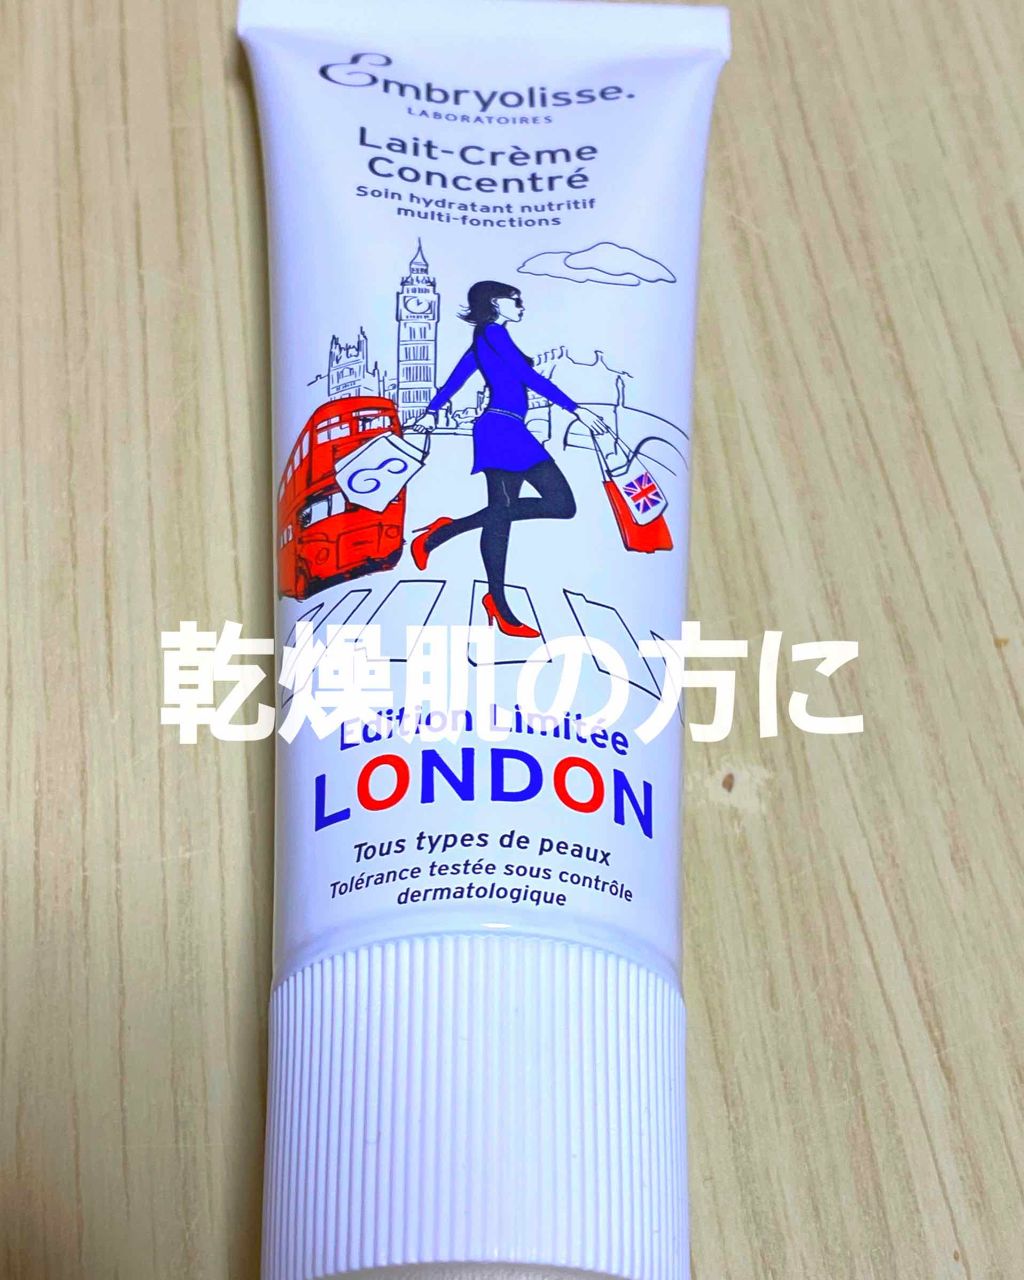 Embryolisse.
LABORATOIRES
Lait-Crème
Concentré
Soin hydratant nutritif
multi-fonctions
乾燥肌の方に
Edition Limitée
LONDON
Tous types de peaux
Tolérance testée sous contrôle
dermatologique